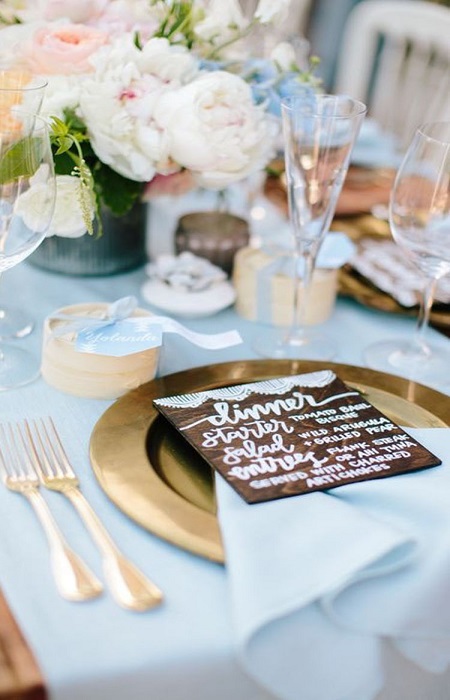 Yolanda
dinner
starter TOMATO BASIL
BISQUE
salad WILD ARUGULA
+ GRILLED PEAR
entrees FLANK STEAK
OR AHI TUNA
SERVED WITH CHARRED
ARTICHOKES